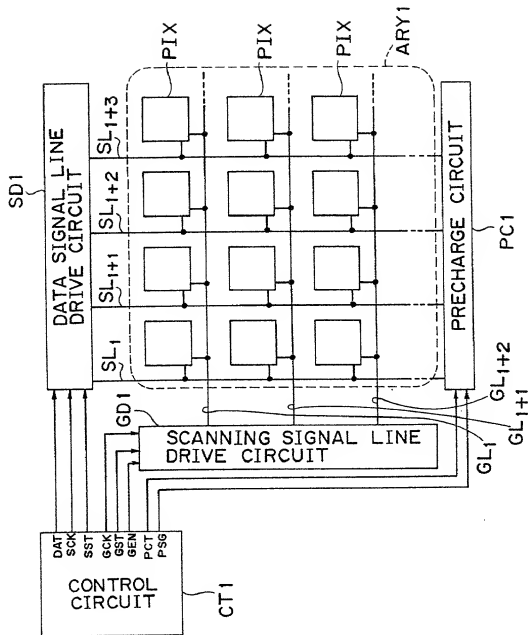 SD1
DATA SIGNAL LINE
DRIVE CIRCUIT
SL1
SL1+1
SL1+2
SL1+3
PIX
PIX
PIX
ARY1
GD1
SCANNING SIGNAL LINE
DRIVE CIRCUIT
GL1
GL1+1
GL1+2
PRECHARGE CIRCUIT
PC1
DAT
SCK
SST
GCK
GST
GEN
PCT
PSG
CONTROL
CIRCUIT
CT1